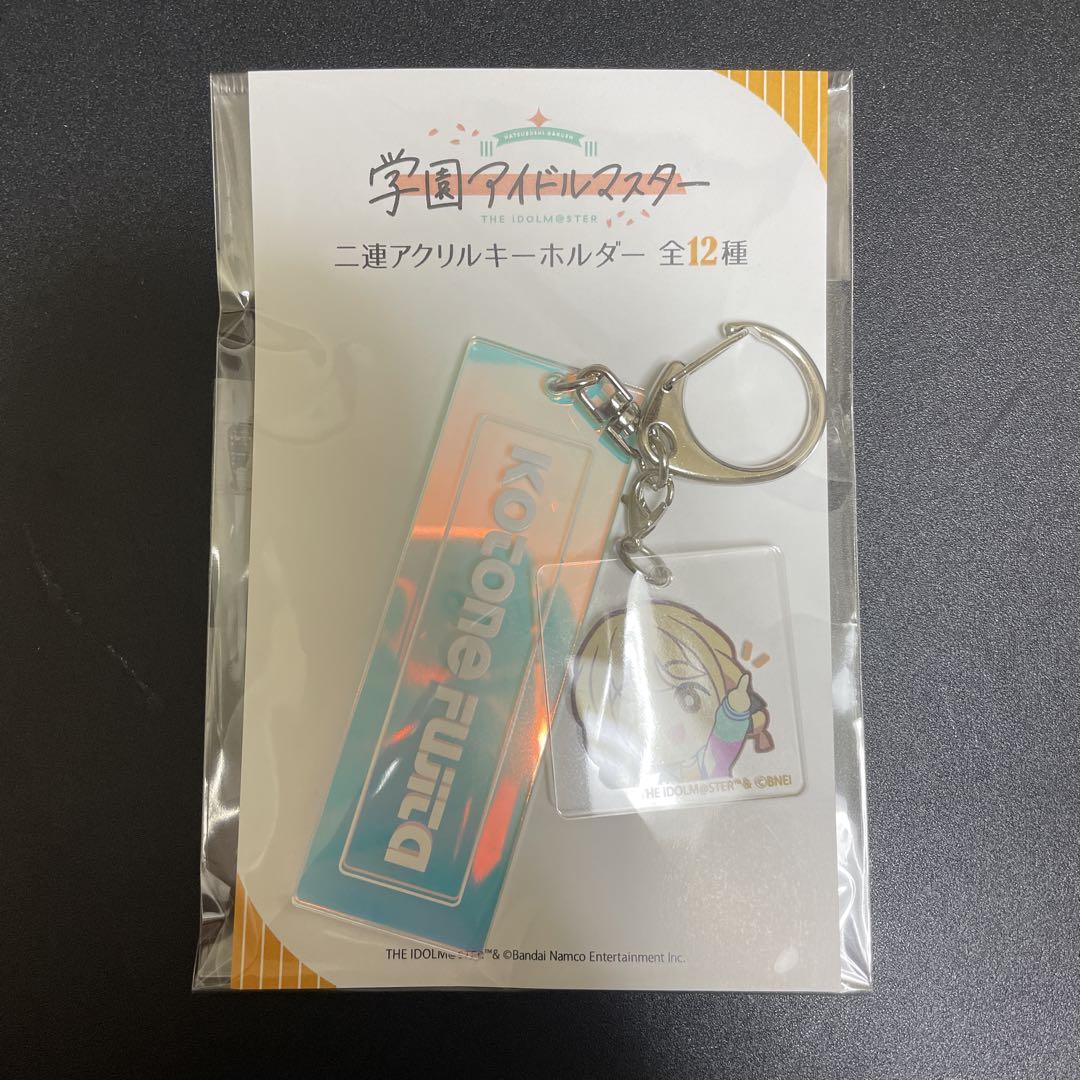 HATSUBOSHI GAKUEN
学園アイドルマスター
THE iDOLM@STER
二連アクリルキーホルダー 全12種
Kotone Fujita
THE iDOLM@STER™& ©BNEI
THE IDOLM@STER™& ©Bandai Namco Entertainment Inc.